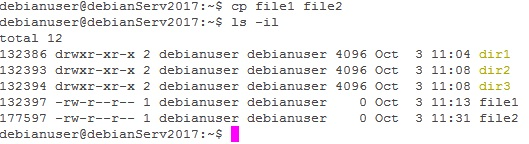 debianuser@debianServ2017:~$ cp file1 file2
debianuser@debianServ2017:~$ ls -il
total 12
132386 drwxr-xr-x 2 debianuser debianuser 4096 Oct  3 11:04 dir1
132393 drwxr-xr-x 2 debianuser debianuser 4096 Oct  3 11:08 dir2
132394 drwxr-xr-x 2 debianuser debianuser 4096 Oct  3 11:08 dir3
132397 -rw-r--r-- 1 debianuser debianuser    0 Oct  3 11:13 file1
177597 -rw-r--r-- 1 debianuser debianuser    0 Oct  3 11:31 file2
debianuser@debianServ2017:~$